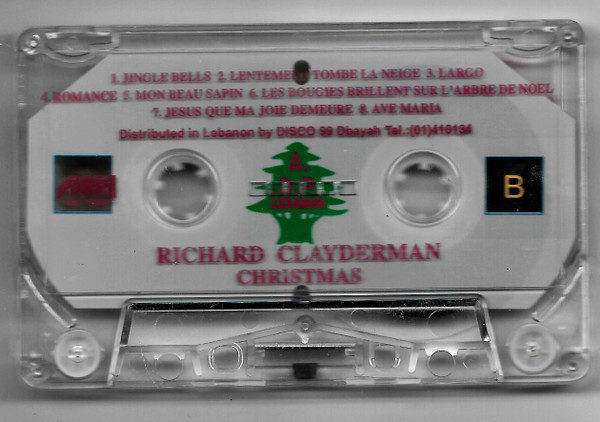 1. JINGLE BELLS 2. LENTEMENT TOMBE LA NEIGE 3. LARGO
4. ROMANCE 5. MON BEAU SAPIN 6. LES BOUGIES BRILLENT SUR L'ARBRE DE NOEL
7. JESUS QUE MA JOIE DEMEURE 8. AVE MARIA
Distributed in Lebanon by DISCO 99 Dbayah Tel.:(01)410134
B
LEBANON
RICHARD CLAYDERMAN
CHRISTMAS